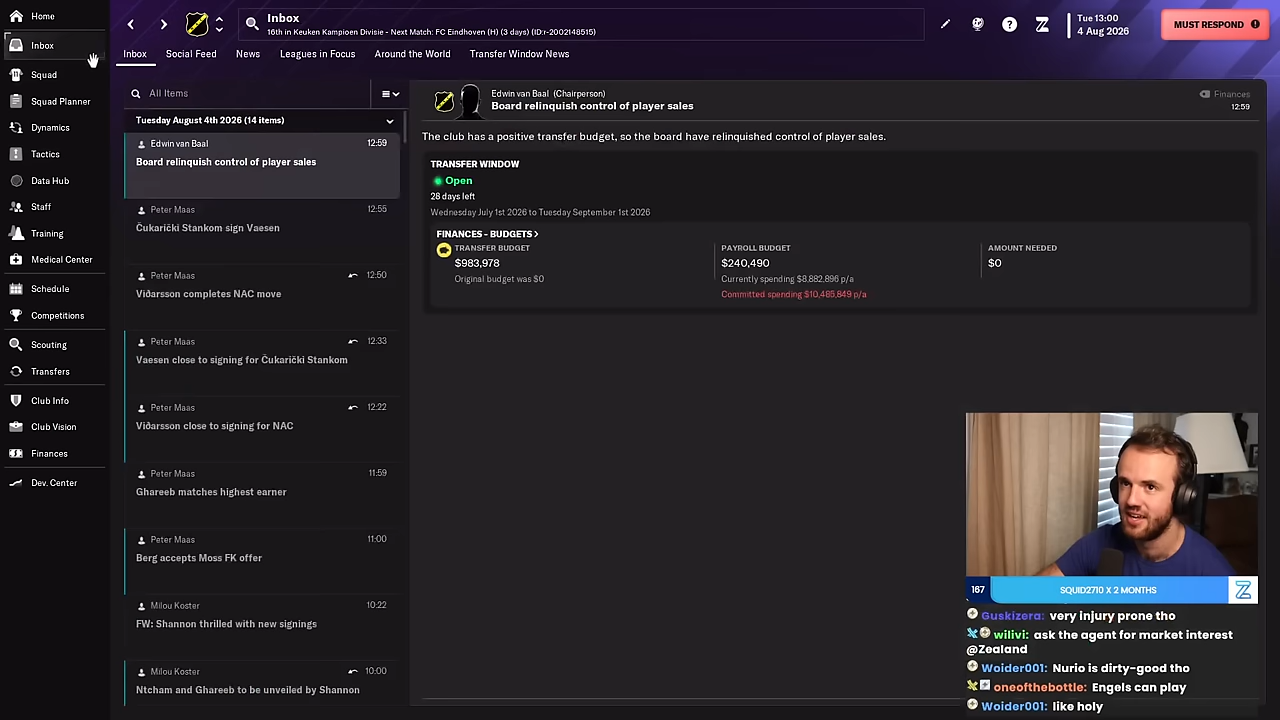 Home
Inbox
Squad
Squad Planner
Dynamics
Tactics
Data Hub
Staff
Training
Medical Center
Schedule
Competitions
Scouting
Transfers
Club Info
Club Vision
Finances
Dev. Center
Inbox
16th in Keuken Kampioen Divisie - Next Match: FC Eindhoven (H) (3 days) (ID:r-2002148515)
Tue 13:00
4 Aug 2026
MUST RESPOND
Inbox
Social Feed
News
Leagues in Focus
Around the World
Transfer Window News
All Items
Tuesday August 4th 2026 (14 items)
Edwin van Baal 12:59
Board relinquish control of player sales
Peter Maas 12:55
Čukarički Stankom sign Vaesen
Peter Maas 12:50
Viðarsson completes NAC move
Peter Maas 12:33
Vaesen close to signing for Čukarički Stankom
Peter Maas 12:22
Viðarsson close to signing for NAC
Peter Maas 11:59
Ghareeb matches highest earner
Peter Maas 11:00
Berg accepts Moss FK offer
Milou Koster 10:22
FW: Shannon thrilled with new signings
Milou Koster 10:00
Ntcham and Ghareeb to be unveiled by Shannon
Edwin van Baal (Chairperson)
Board relinquish control of player sales
Finances
12:59
The club has a positive transfer budget, so the board have relinquished control of player sales.
TRANSFER WINDOW
Open
28 days left
Wednesday July 1st 2026 to Tuesday September 1st 2026
FINANCES - BUDGETS >
TRANSFER BUDGET
$983,978
Original budget was $0
PAYROLL BUDGET
$240,490
Currently spending $8,882,896 p/a
Committed spending $10,485,849 p/a
AMOUNT NEEDED
$0
167
SQUID2710 X 2 MONTHS
Guskizera: very injury prone tho
wilivi: ask the agent for market interest
@Zealand
Woider001: Nurio is dirty-good tho
oneofthebottle: Engels can play
Woider001: like holy